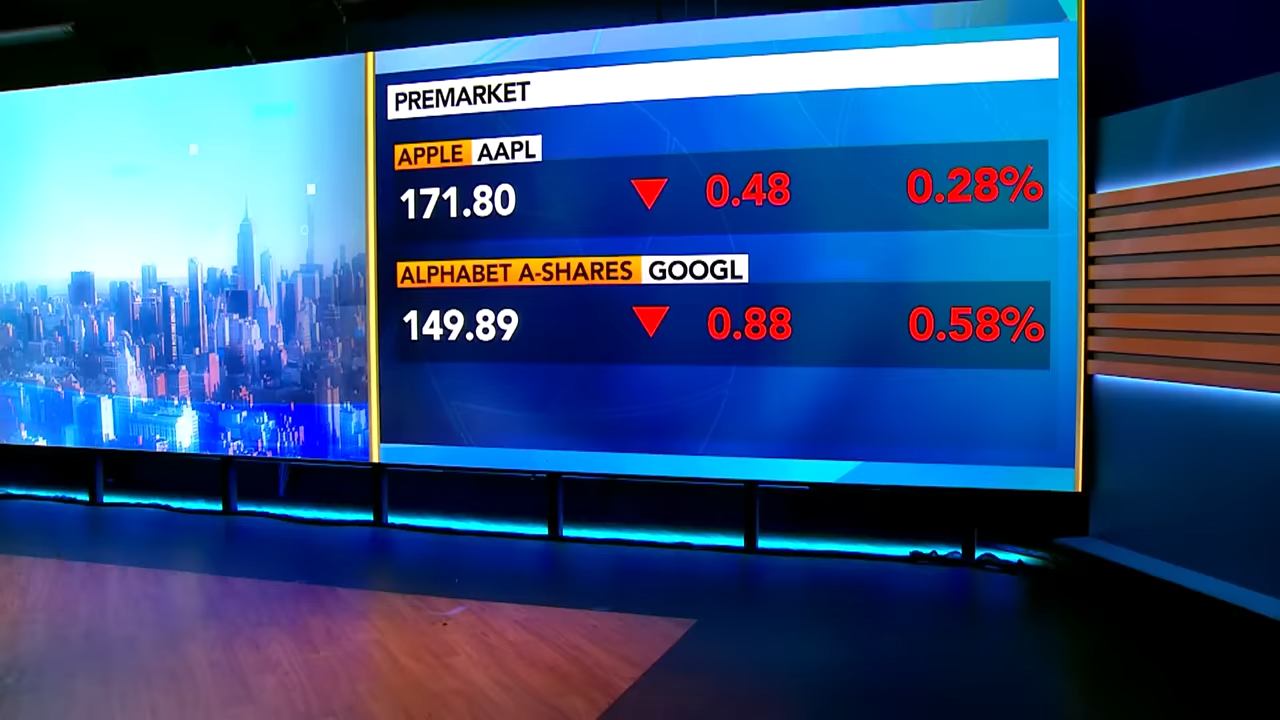 PREMARKET
APPLE AAPL
171.80 ▼ 0.48 0.28%
ALPHABET A-SHARES GOOGL
149.89 ▼ 0.88 0.58%